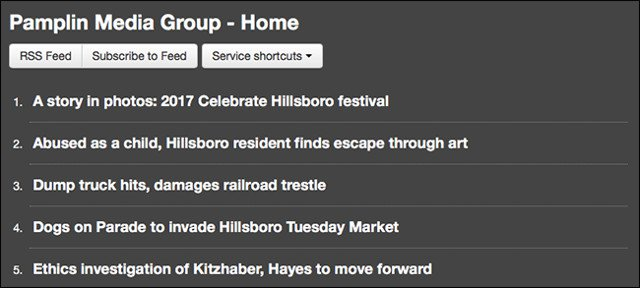 Pamplin Media Group - Home
RSS Feed Subscribe to Feed Service shortcuts
1. A story in photos: 2017 Celebrate Hillsboro festival
2. Abused as a child, Hillsboro resident finds escape through art
3. Dump truck hits, damages railroad trestle
4. Dogs on Parade to invade Hillsboro Tuesday Market
5. Ethics investigation of Kitzhaber, Hayes to move forward